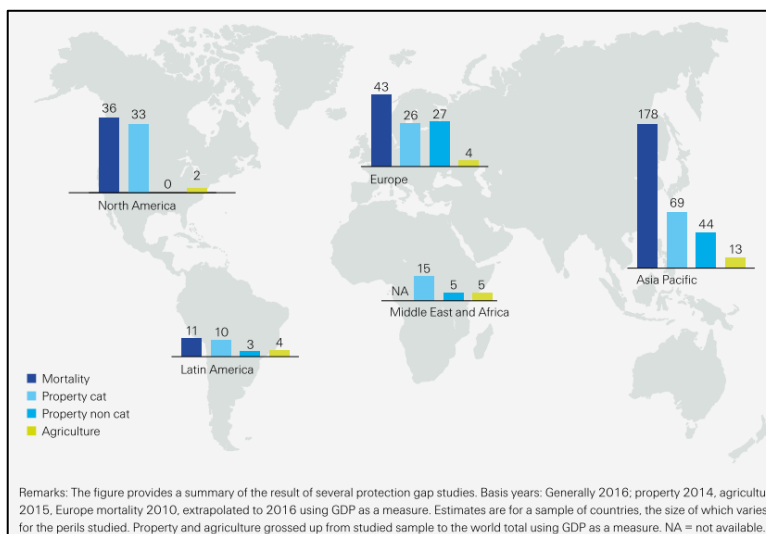 36 33 0 2
North America
43 26 27 4
Europe
178 69 44 13
Asia Pacific
NA 15 5 5
Middle East and Africa
11 10 3 4
Latin America
Mortality
Property cat
Property non cat
Agriculture
Remarks: The figure provides a summary of the result of several protection gap studies. Basis years: Generally 2016; property 2014, agricultu
2015, Europe mortality 2010, extrapolated to 2016 using GDP as a measure. Estimates are for a sample of countries, the size of which varies
for the perils studied. Property and agriculture grossed up from studied sample to the world total using GDP as a measure. NA = not available.